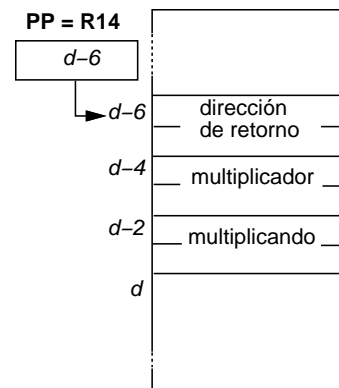 PP = R14
d–6
d–6
dirección
de retorno
d–4
multiplicador
d–2
multiplicando
d